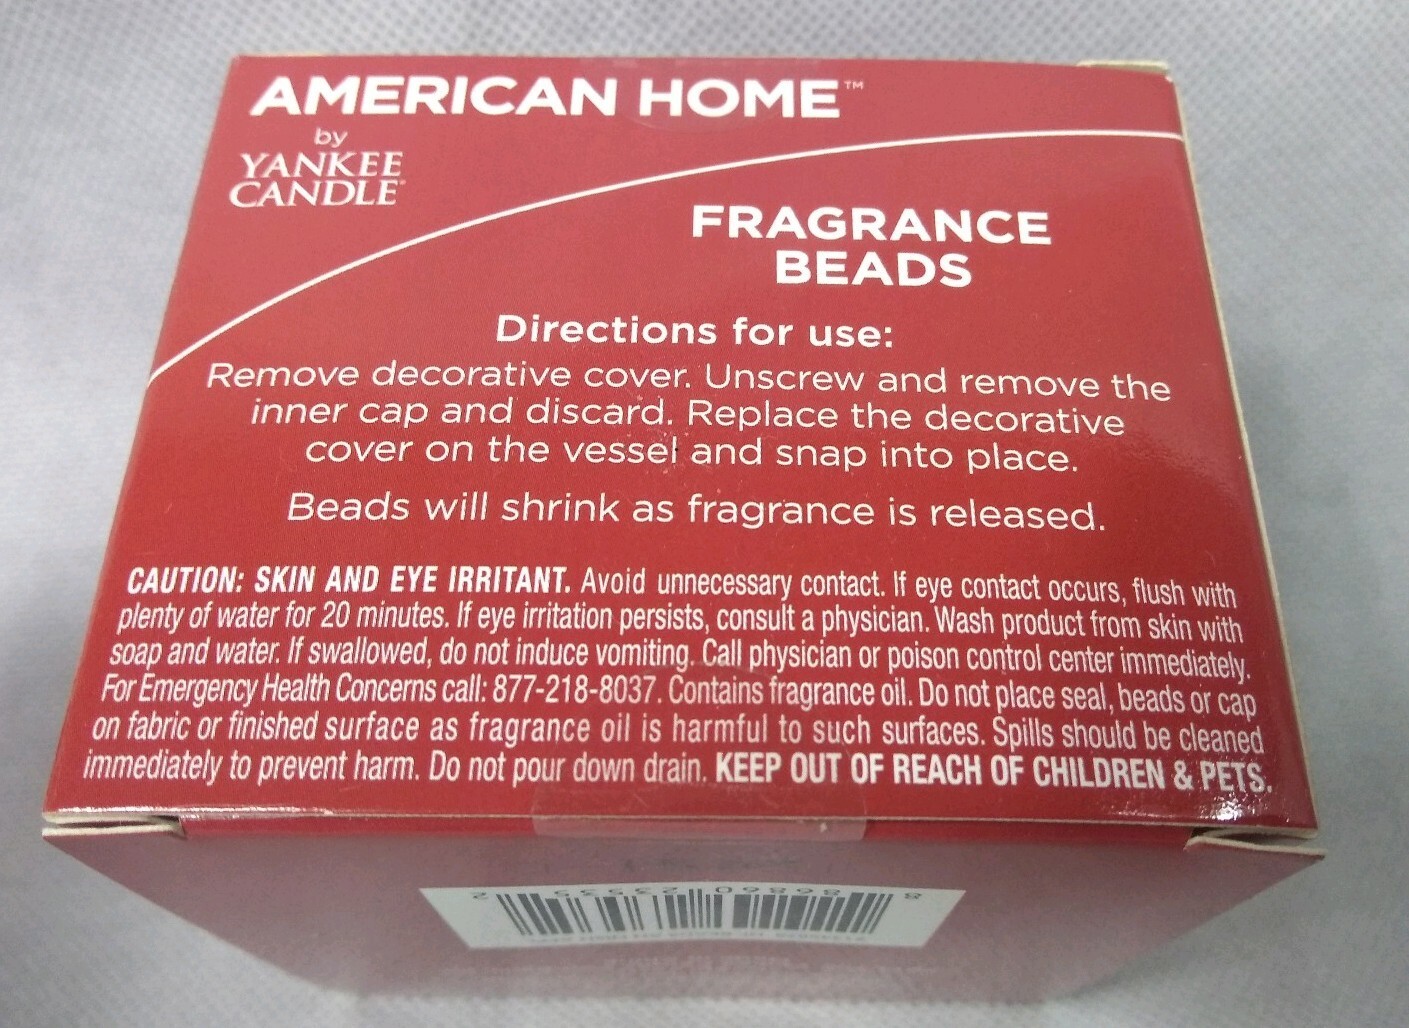 AMERICAN HOME™
by
YANKEE
CANDLE®
FRAGRANCE
BEADS
Directions for use:
Remove decorative cover. Unscrew and remove the
inner cap and discard. Replace the decorative
cover on the vessel and snap into place.
Beads will shrink as fragrance is released.
CAUTION: SKIN AND EYE IRRITANT. Avoid unnecessary contact. If eye contact occurs, flush with
plenty of water for 20 minutes. If eye irritation persists, consult a physician. Wash product from skin with
soap and water. If swallowed, do not induce vomiting. Call physician or poison control center immediately.
For Emergency Health Concerns call: 877-218-8037. Contains fragrance oil. Do not place seal, beads or cap
on fabric or finished surface as fragrance oil is harmful to such surfaces. Spills should be cleaned
immediately to prevent harm. Do not pour down drain. KEEP OUT OF REACH OF CHILDREN & PETS.